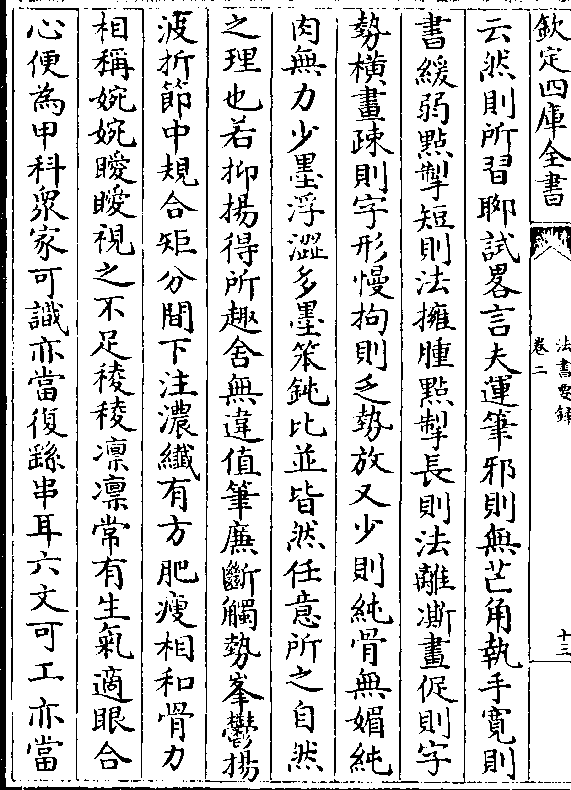 欽定四庫全書
法書要録
卷二
十三
云然則所習聊試畧言夫運筆邪則無芒角執手寛則
書緩弱點掣短則法擁腫點掣長則法離澌畫促則字
勢橫畫疎則字形慢拘則乏勢放又少則純骨無媚純
肉無力少墨浮澀多墨笨鈍比並皆然任意所之自然
之理也若抑揚得所趣舍無違值筆㢘斷觸勢峯鬱揚
波折節中規合矩分間下注濃纖有方肥瘦相和骨力
相稱婉婉曖曖視之不足稜稜凛凛常有生氣適眼合
心便為甲科衆家可識亦當復繇串耳六文可工亦當